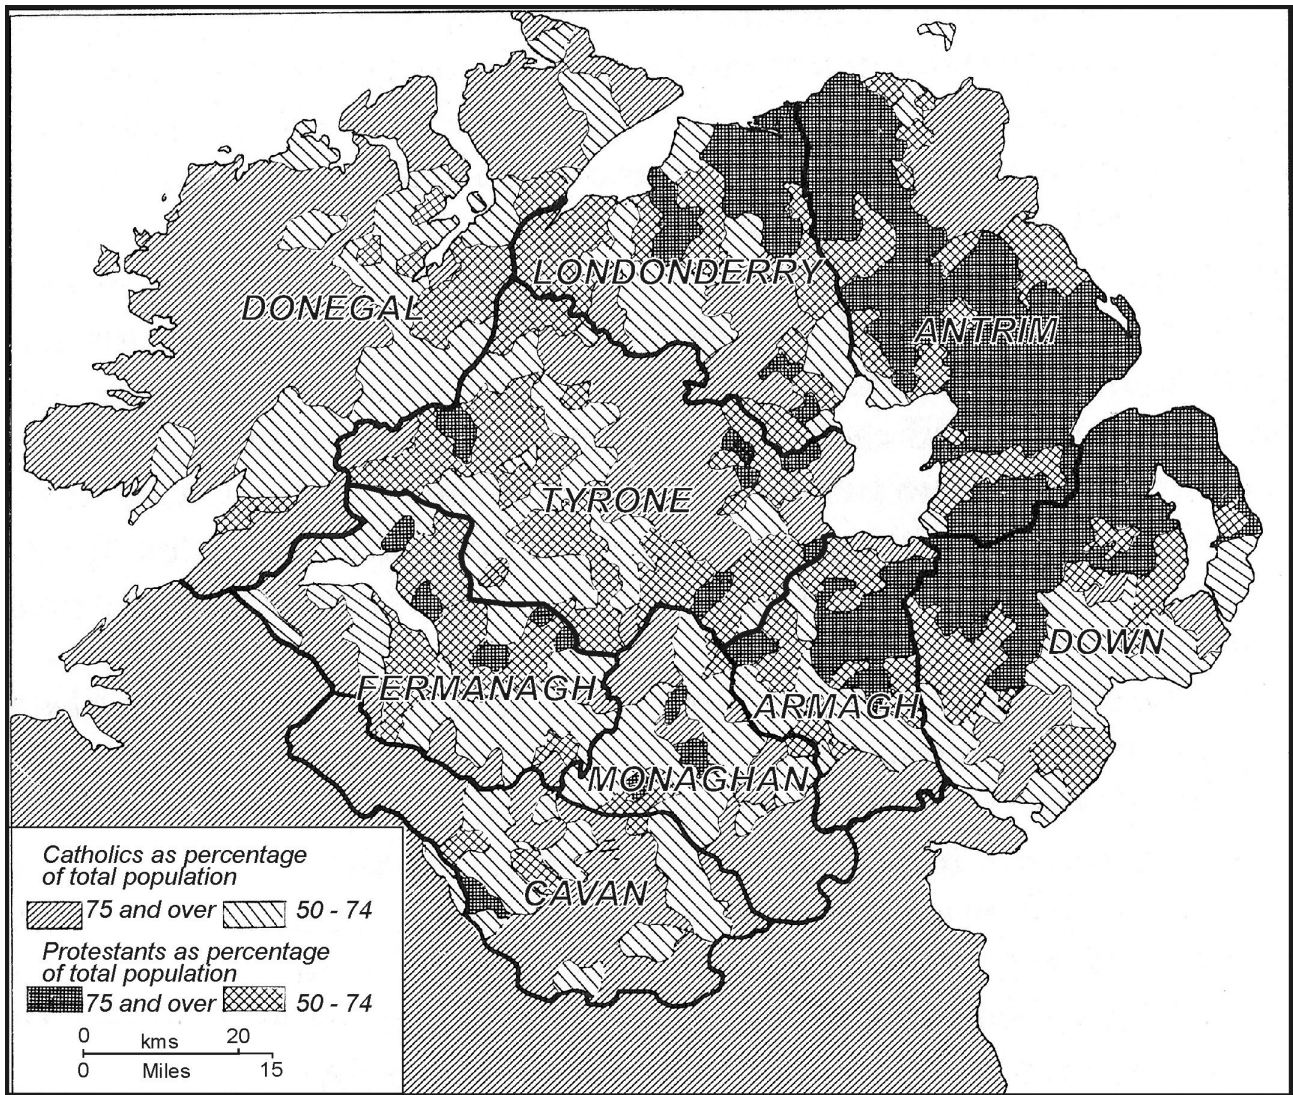 LONDONDERRY
DONEGAL
ANTRIM
TYRONE
DOWN
FERMANAGH
ARMAGH
MONAGHAN
CAVAN
Catholics as percentage
of total population
75 and over 50 - 74
Protestants as percentage
of total population
75 and over 50 - 74
0 kms 20
0 Miles 15